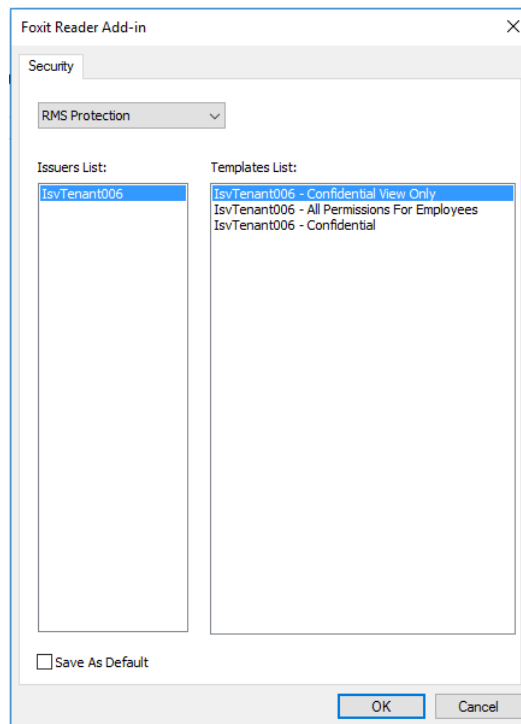 Foxit Reader Add-in
Security
RMS Protection
Issuers List:
Templates List:
IsvTenant006
IsvTenant006 - Confidential View Only
IsvTenant006 - All Permissions For Employees
IsvTenant006 - Confidential
Save As Default
OK
Cancel